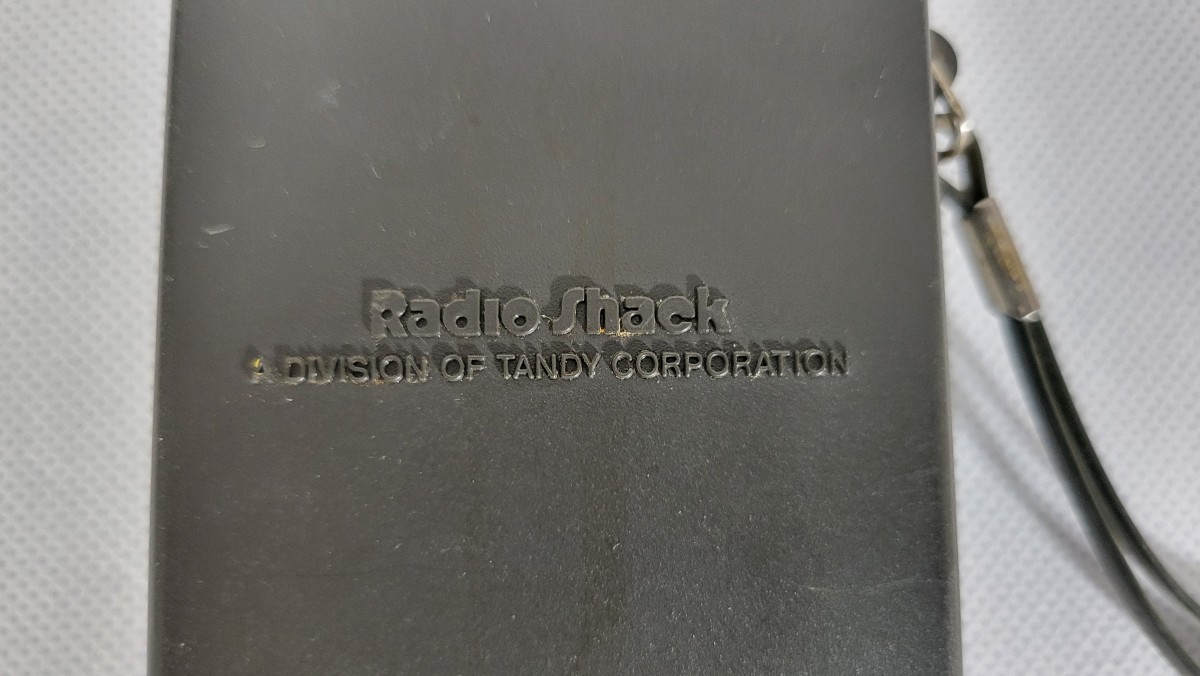 Radio Shack
A DIVISION OF TANDY CORPORATION